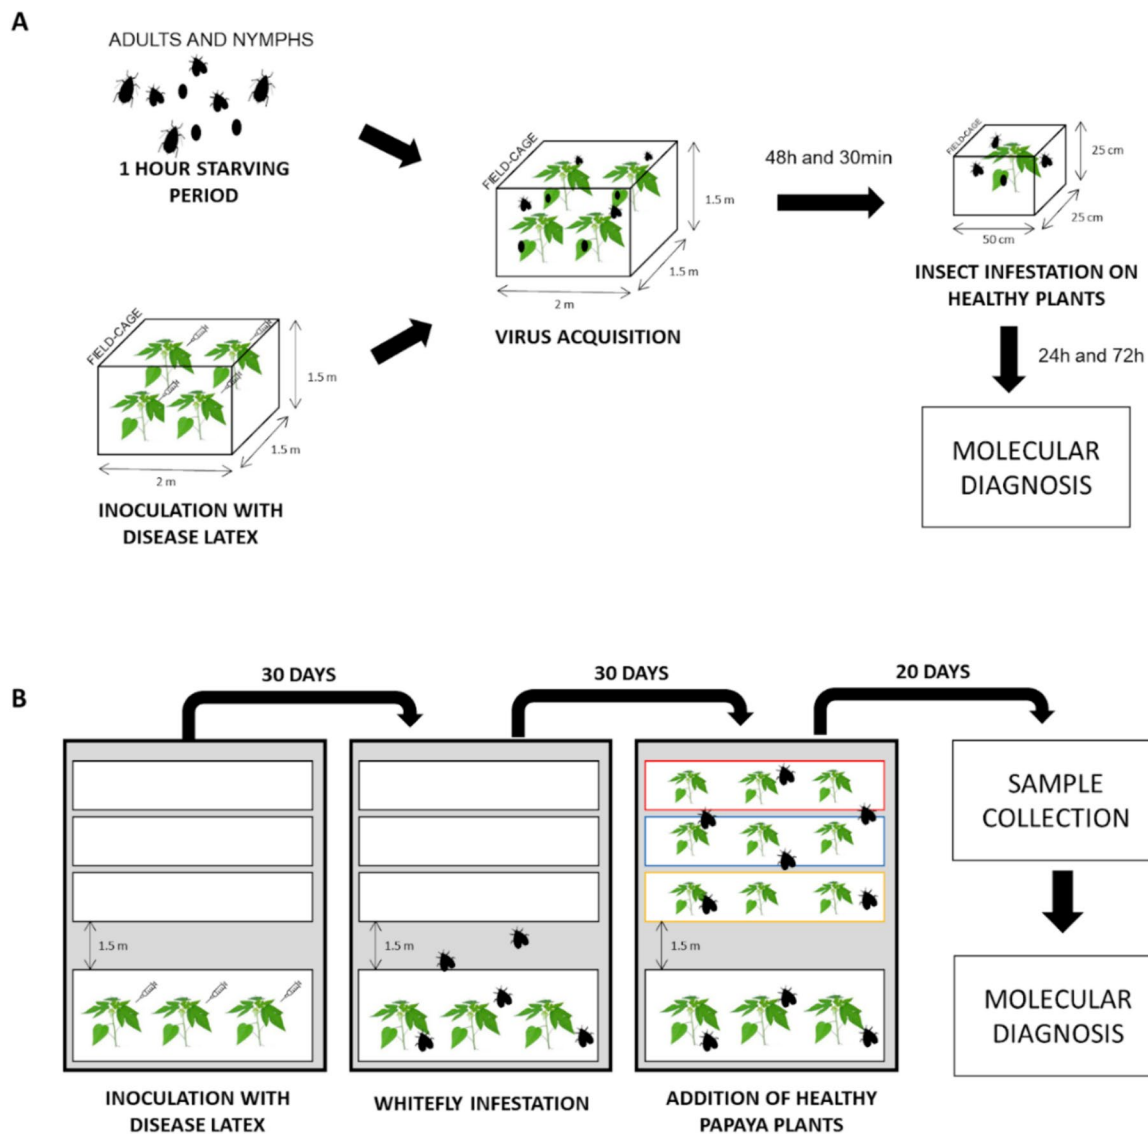 A
ADULTS AND NYMPHS
1 HOUR STARVING
PERIOD
FIELD-CAGE
1.5 m
1.5 m
2 m
INOCULATION WITH
DISEASE LATEX
FIELD-CAGE
1.5 m
1.5 m
2 m
VIRUS ACQUISITION
48h and 30min
FIELD-CAGE
25 cm
25 cm
50 cm
INSECT INFESTATION ON
HEALTHY PLANTS
24h and 72h
MOLECULAR
DIAGNOSIS
B
30 DAYS
30 DAYS
20 DAYS
1.5 m
INOCULATION WITH
DISEASE LATEX
1.5 m
WHITEFLY INFESTATION
1.5 m
ADDITION OF HEALTHY
PAPAYA PLANTS
SAMPLE
COLLECTION
MOLECULAR
DIAGNOSIS